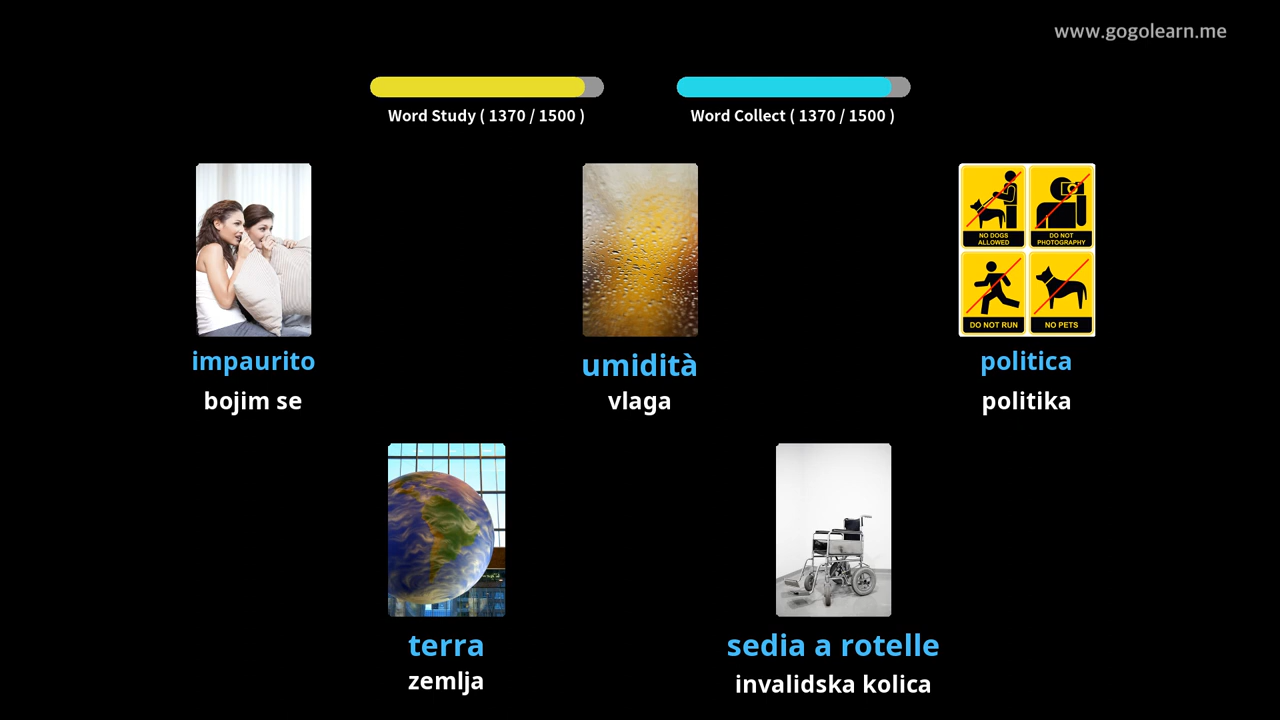 www.gogolearn.me
Word Study ( 1370 / 1500 )
Word Collect ( 1370 / 1500 )
NO DOGS
ALLOWED
DO NOT
PHOTOGRAPHY
DO NOT RUN
NO PETS
impaurito
umidità
politica
bojim se
vlaga
politika
terra
sedia a rotelle
zemlja
invalidska kolica